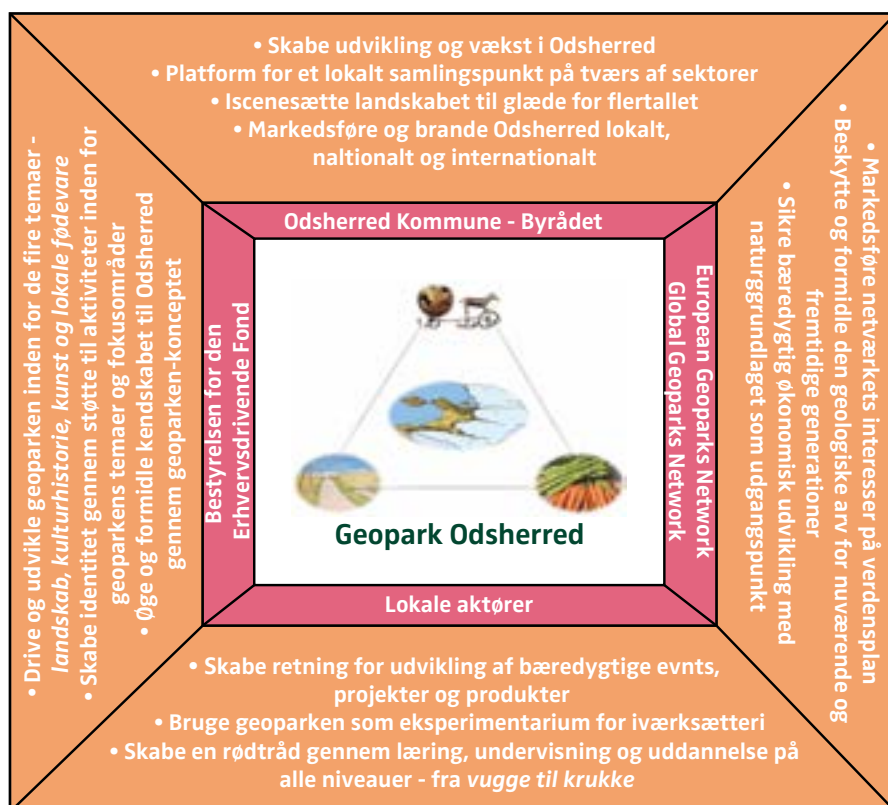 • Skabe udvikling og vækst i Odsherred
• Platform for et lokalt samlingspunkt på tværs af sektorer
• Iscenesætte landskabet til glæde for flertallet
• Markedsføre og brande Odsherred lokalt,
naltionalt og internationalt
Odsherred Kommune - Byrådet
• Drive og udvikle geoparken inden for de fire temaer -
landskab, kulturhistorie, kunst og lokale fødevare
• Skabe identitet gennem støtte til aktiviteter inden for
geoparkens temaer og fokusområder
• Øge og formidle kendskabet til Odsherred
gennem geoparken-konceptet
Bestyrelsen for den
Erhvervsdrivende Fond
Geopark Odsherred
European Geoparks Network
Global Geoparks Network
• Markedsføre netværkets interesser på verdensplan
• Beskytte og formidle den geologiske arv for nuværende og
fremtidige generationer
• Sikre bæredygtig økonomisk udvikling med
naturggrundlaget som udgangspunkt
Lokale aktører
• Skabe retning for udvikling af bæredygtige evnts,
projekter og produkter
• Bruge geoparken som eksperimentarium for iværksætteri
• Skabe en rødtråd gennem læring, undervisning og uddannelse på
alle niveauer - fra vugge til krukke